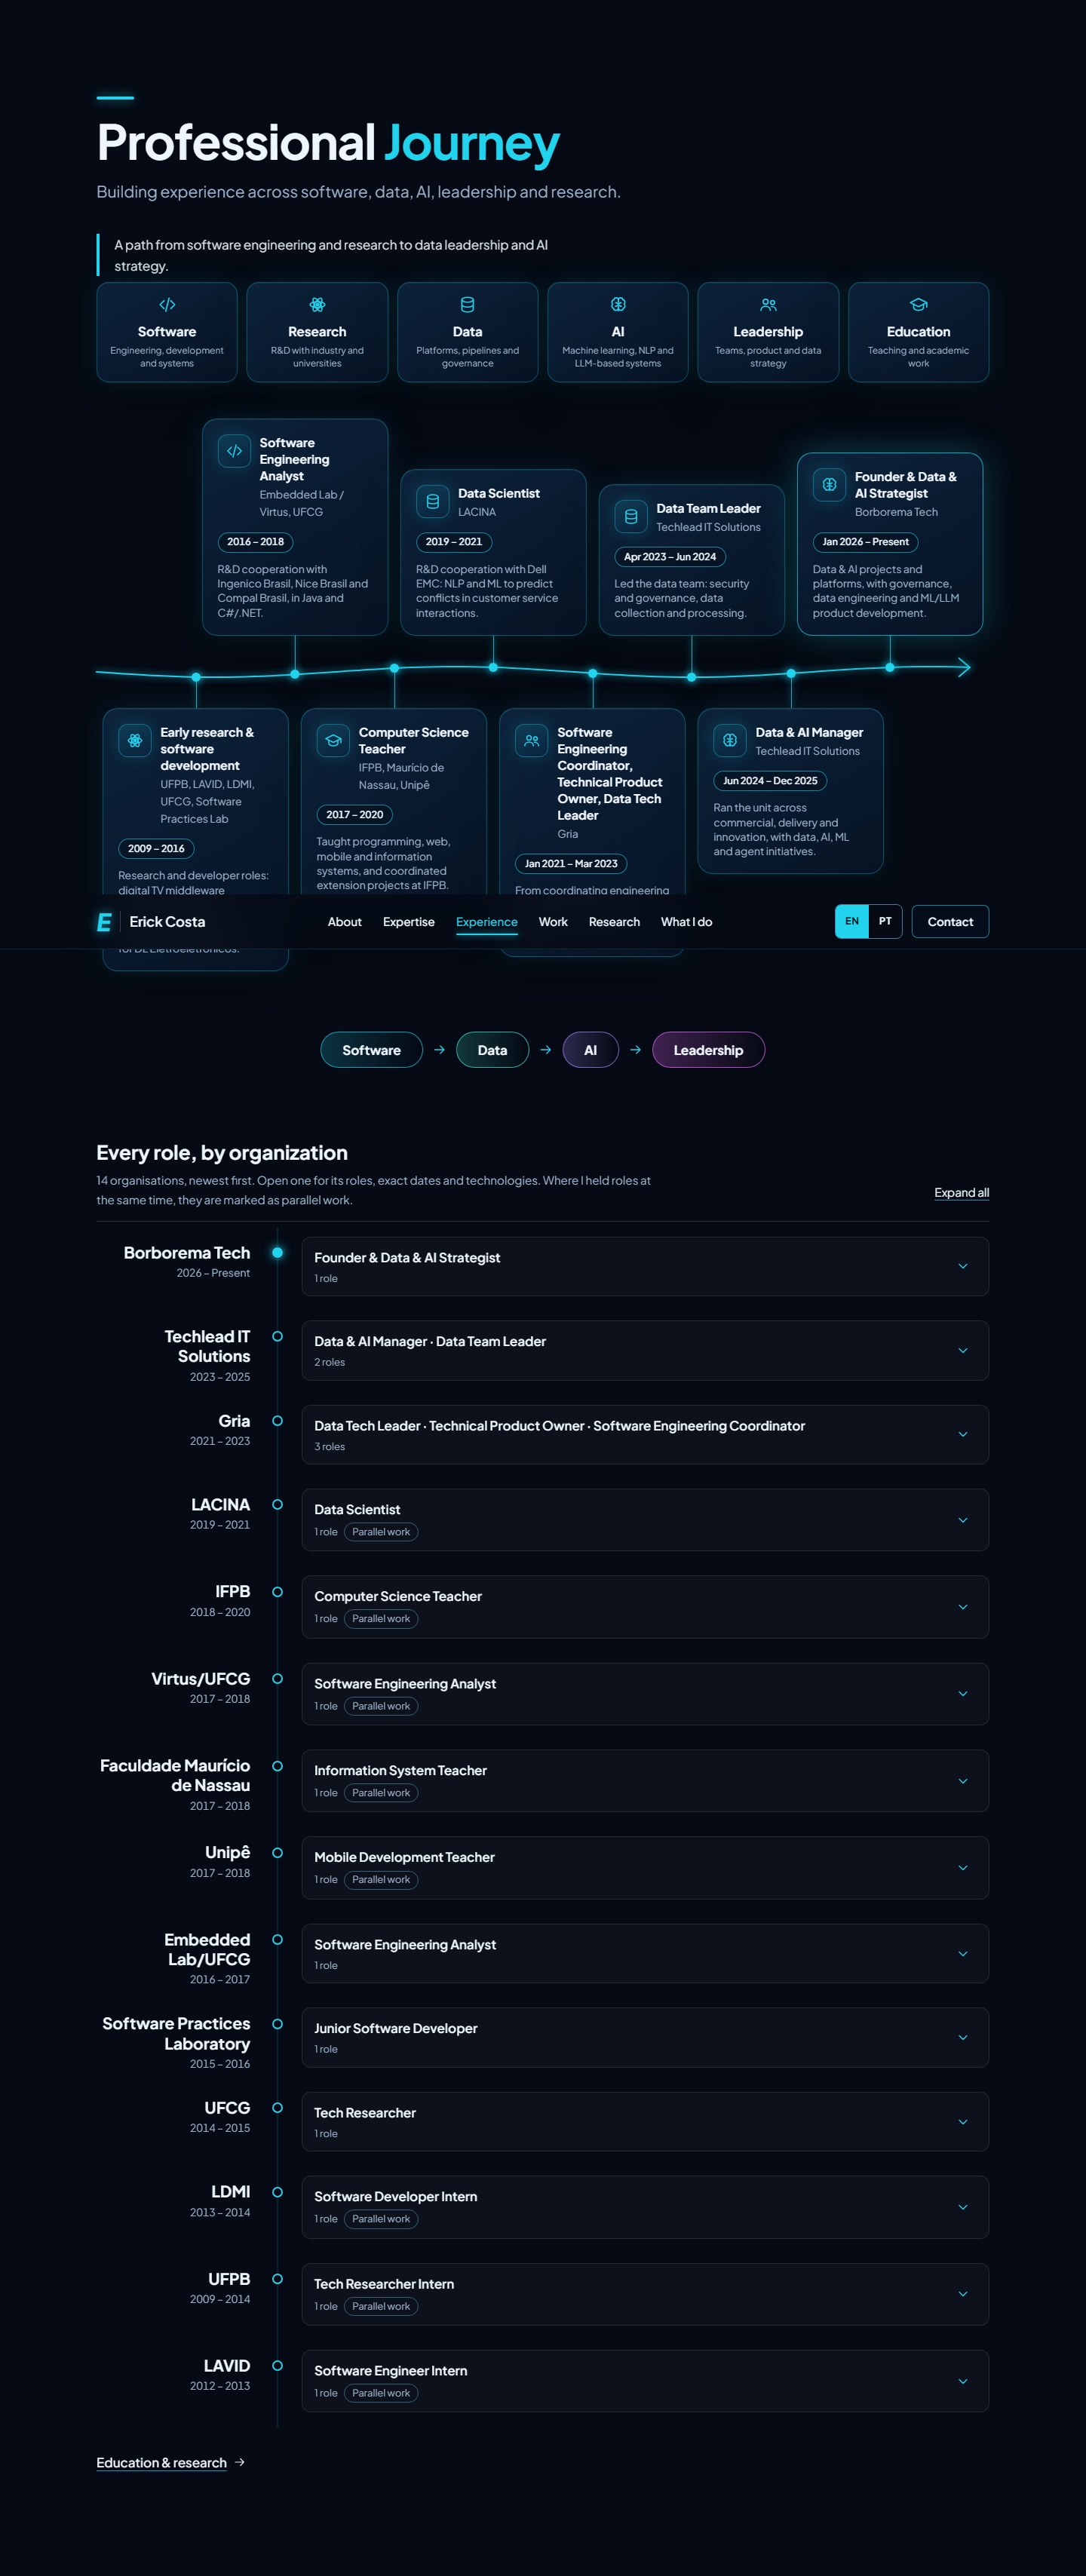 Professional Journey
Building experience across software, data, AI, leadership and research.
A path from software engineering and research to data leadership and AI
strategy.
Software
Engineering, development
and systems
Research
R&D with industry and
universities
Data
Platforms, pipelines and
governance
AI
Machine learning, NLP and
LLM-based systems
Leadership
Teams, product and data
strategy
Education
Teaching and academic
work
Software
Engineering
Analyst
Embedded Lab /
Virtus, UFCG
2016 – 2018
R&D cooperation with
Ingenico Brasil, Nice Brasil and
Compal Brasil, in Java and
C#/.NET.
Data Scientist
LACINA
2019 – 2021
R&D cooperation with Dell
EMC: NLP and ML to predict
conflicts in customer service
interactions.
Data Team Leader
Techlead IT Solutions
Apr 2023 – Jun 2024
Led the data team: security
and governance, data
collection and processing.
Founder & Data &
AI Strategist
Borborema Tech
Jan 2026 – Present
Data & AI projects and
platforms, with governance,
data engineering and ML/LLM
product development.
Early research &
software
development
UFPB, LAVID, LDMI,
UFCG, Software
Practices Lab
2009 – 2016
Research and developer roles:
digital TV middleware
for DL Eletroeletrônicos.
Computer Science
Teacher
IFPB, Maurício de
Nassau, Unipê
2017 – 2020
Taught programming, web,
mobile and information
systems, and coordinated
extension projects at IFPB.
Software
Engineering
Coordinator,
Technical Product
Owner, Data Tech
Leader
Gria
Jan 2021 – Mar 2023
From coordinating engineering
Data & AI Manager
Techlead IT Solutions
Jun 2024 – Dec 2025
Ran the unit across
commercial, delivery and
innovation, with data, AI, ML
and agent initiatives.
E Erick Costa
About Expertise Experience Work Research What I do
EN PT Contact
Software → Data → AI → Leadership
Every role, by organization
14 organisations, newest first. Open one for its roles, exact dates and technologies. Where I held roles at
the same time, they are marked as parallel work.
Expand all
Borborema Tech
2026 – Present
Founder & Data & AI Strategist
1 role
Techlead IT
Solutions
2023 – 2025
Data & AI Manager · Data Team Leader
2 roles
Gria
2021 – 2023
Data Tech Leader · Technical Product Owner · Software Engineering Coordinator
3 roles
LACINA
2019 – 2021
Data Scientist
1 role Parallel work
IFPB
2018 – 2020
Computer Science Teacher
1 role Parallel work
Virtus/UFCG
2017 – 2018
Software Engineering Analyst
1 role Parallel work
Faculdade Maurício
de Nassau
2017 – 2018
Information System Teacher
1 role Parallel work
Unipê
2017 – 2018
Mobile Development Teacher
1 role Parallel work
Embedded
Lab/UFCG
2016 – 2017
Software Engineering Analyst
1 role
Software Practices
Laboratory
2015 – 2016
Junior Software Developer
1 role
UFCG
2014 – 2015
Tech Researcher
1 role
LDMI
2013 – 2014
Software Developer Intern
1 role Parallel work
UFPB
2009 – 2014
Tech Researcher Intern
1 role Parallel work
LAVID
2012 – 2013
Software Engineer Intern
1 role Parallel work
Education & research →